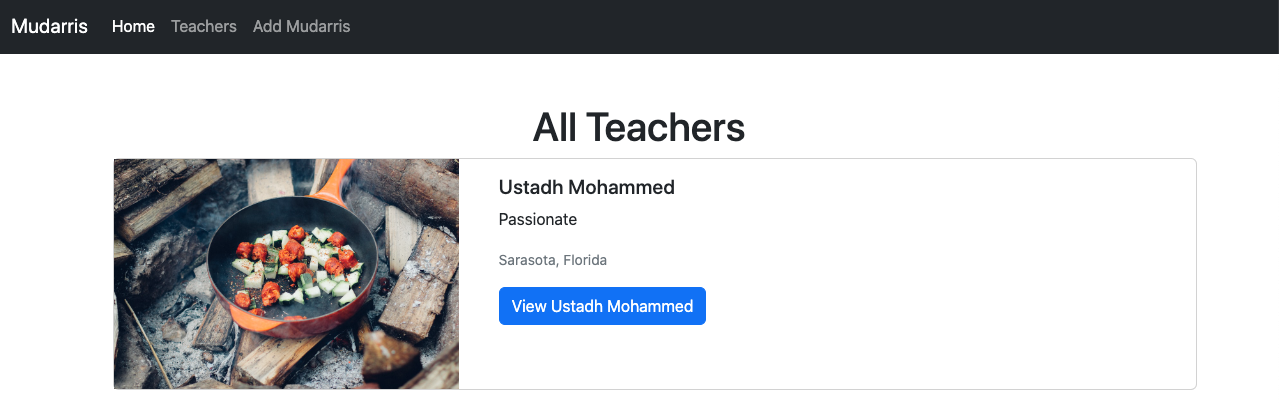 Mudarris Home Teachers Add Mudarris
All Teachers
Ustadh Mohammed
Passionate
Sarasota, Florida
View Ustadh Mohammed